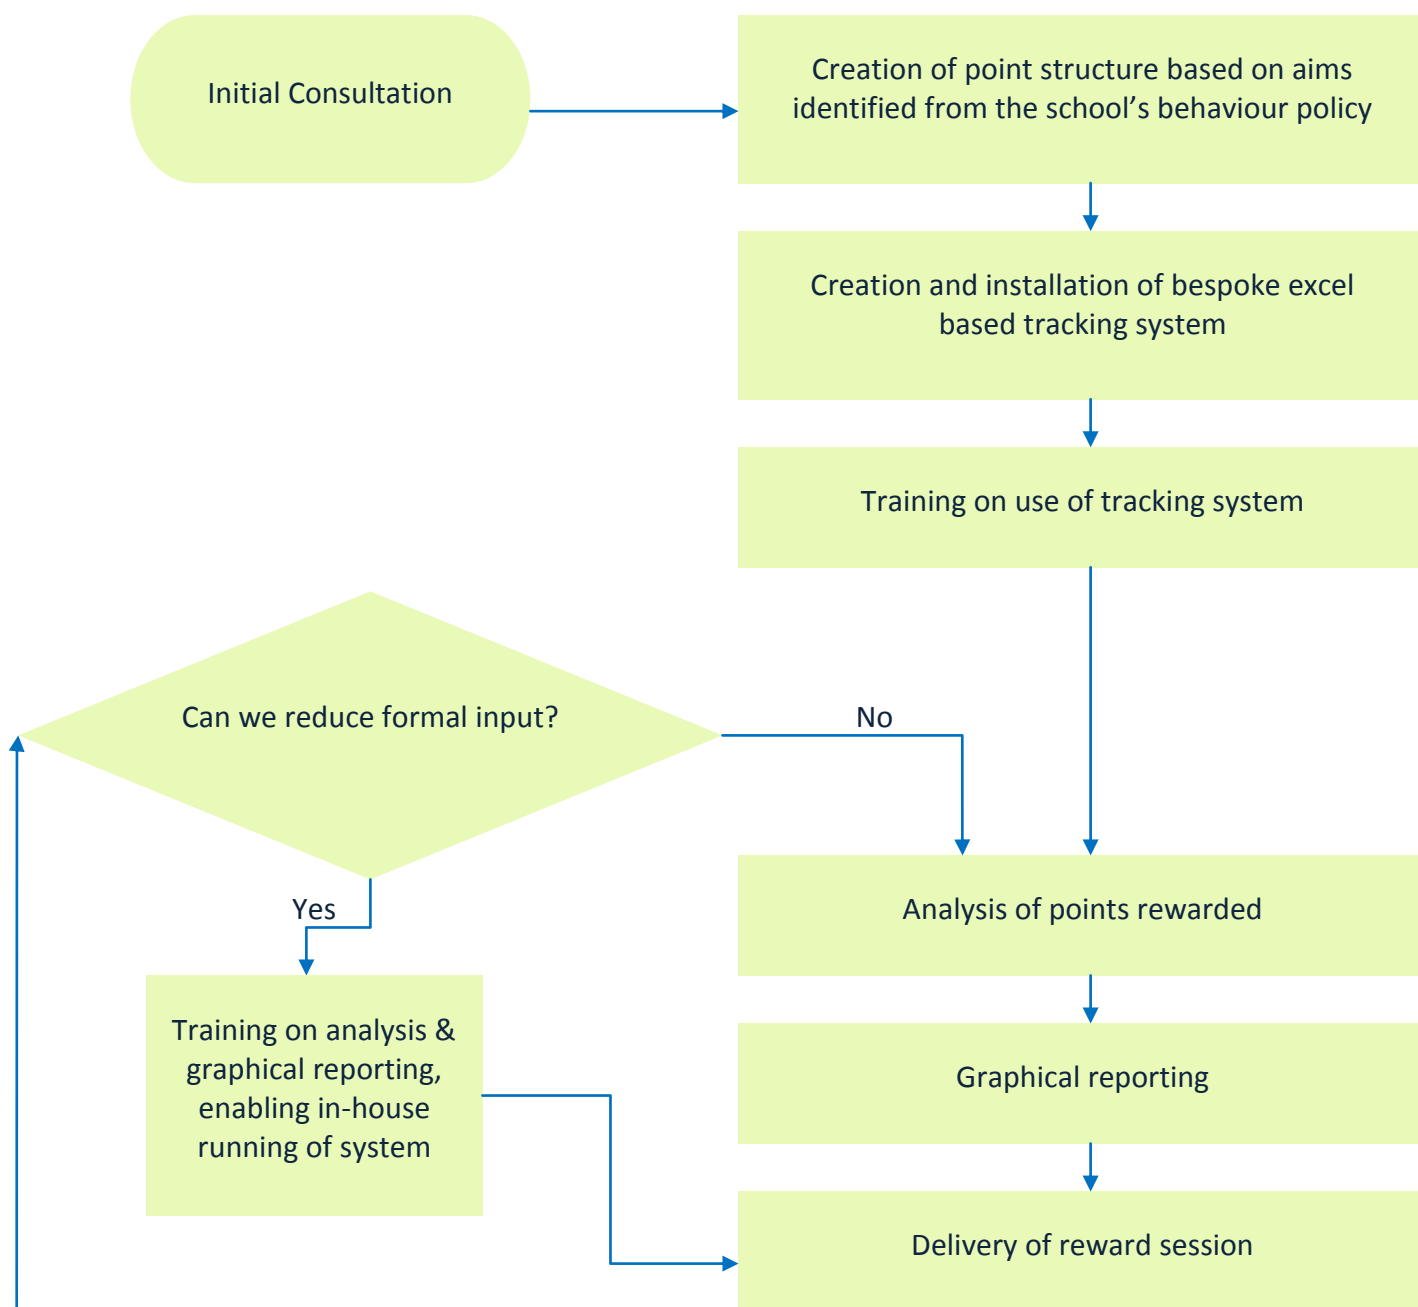 Initial Consultation
Creation of point structure based on aims
identified from the school’s behaviour policy
Creation and installation of bespoke excel
based tracking system
Training on use of tracking system
Can we reduce formal input?
No
Yes
Analysis of points rewarded
Training on analysis &
graphical reporting,
enabling in-house
running of system
Graphical reporting
Delivery of reward session